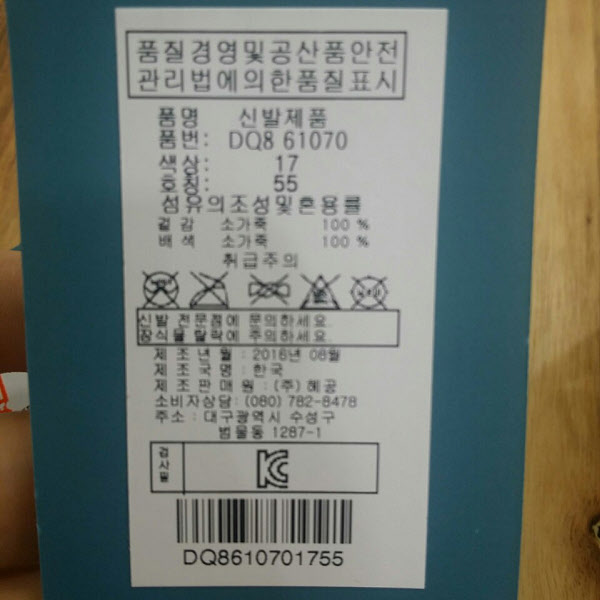 품질경영및공산품안전
관리법에의한품질표시
품명 신발제품
품번: DQ8 61070
색상: 17
호칭: 55
섬유의조성및혼용률
겉감 소가죽 100 %
배색 소가죽 100 %
취급주의
신발 전문점에 문의하세요.
장식물 탈락에 주의하세요.
제조년월 : 2016년 08월
제조국명 : 한국
제조판매원 : (주) 혜공
소비자상담: (080) 782-8478
주소 : 대구광역시 수성구
범물동 1287-1
검사필
KC
DQ8610701755